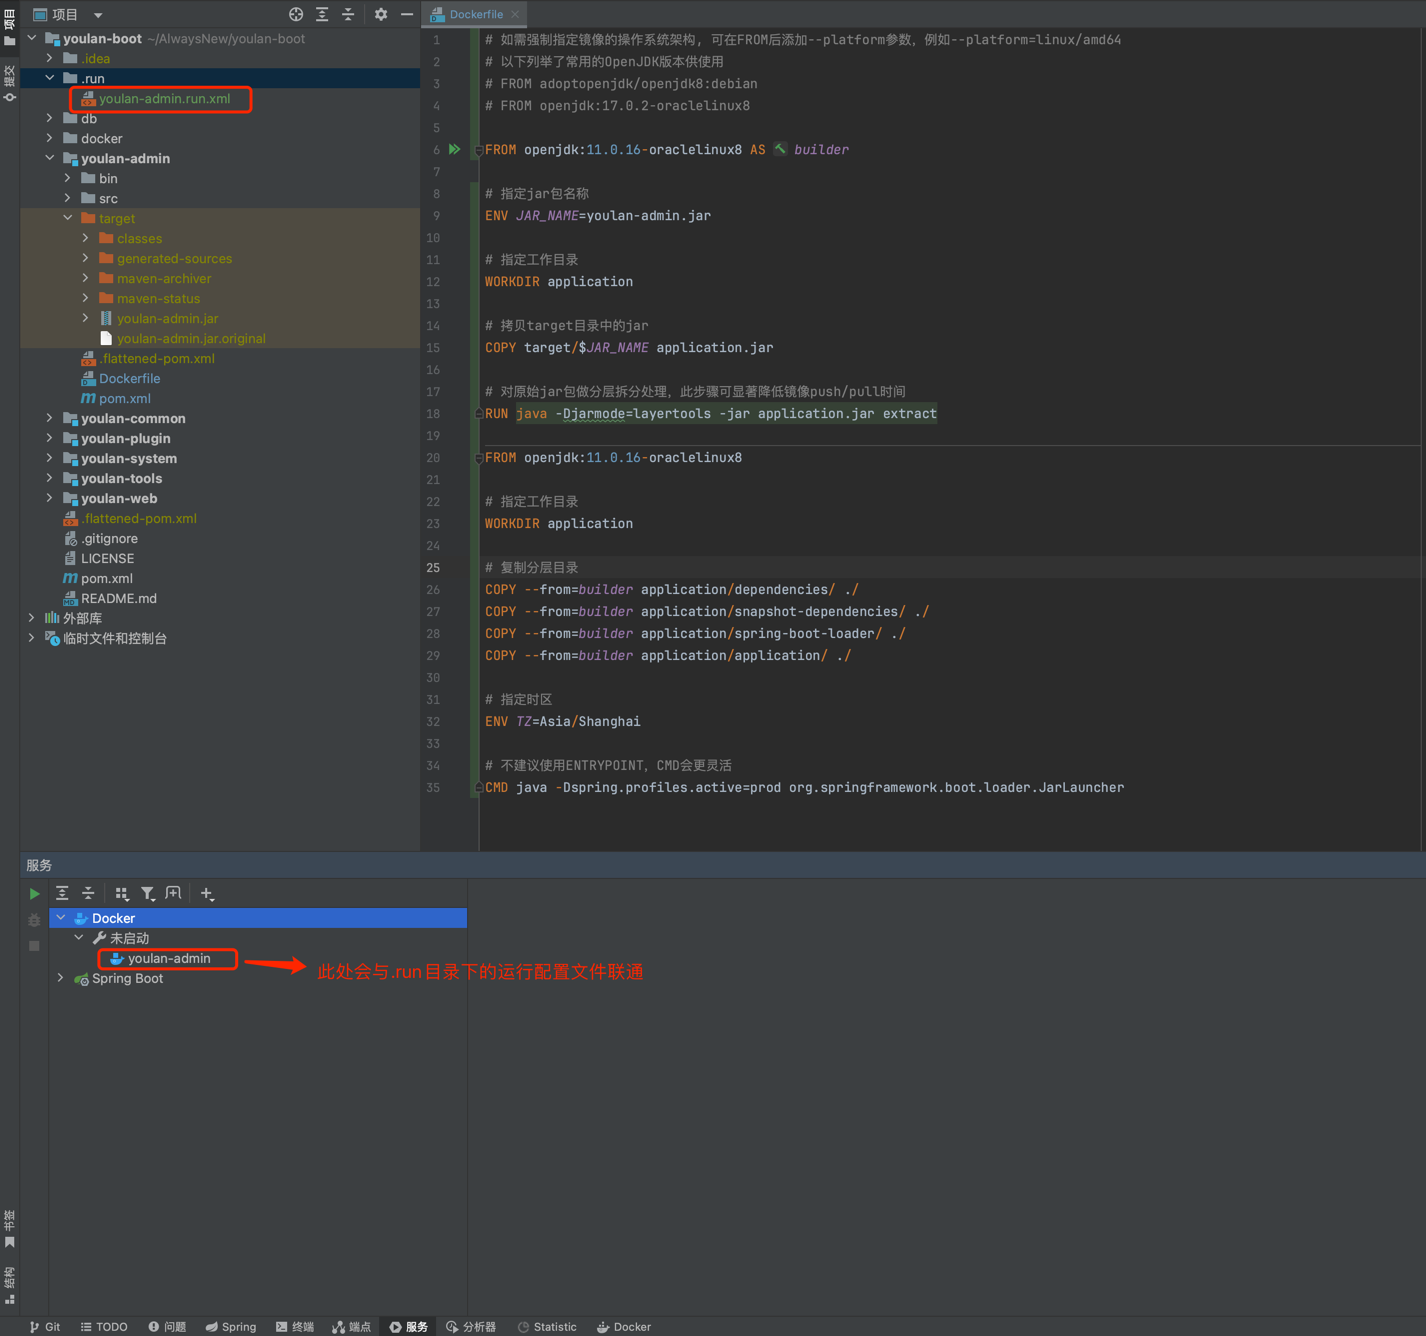 项目
提交
书签
结构
项目
youlan-boot ~/AlwaysNew/youlan-boot
.idea
.run
youlan-admin.run.xml
db
docker
youlan-admin
bin
src
target
classes
generated-sources
maven-archiver
maven-status
youlan-admin.jar
youlan-admin.jar.original
.flattened-pom.xml
Dockerfile
pom.xml
youlan-common
youlan-plugin
youlan-system
youlan-tools
youlan-web
.flattened-pom.xml
.gitignore
LICENSE
pom.xml
README.md
外部库
临时文件和控制台
Dockerfile
1 # 如需强制指定镜像的操作系统架构, 可在FROM后添加--platform参数, 例如--platform=linux/amd64
2 # 以下列举了常用的OpenJDK版本供使用
3 # FROM adoptopenjdk/openjdk8:debian
4 # FROM openjdk:17.0.2-oraclelinux8
5
6 FROM openjdk:11.0.16-oraclelinux8 AS builder
7
8 # 指定jar包名称
9 ENV JAR_NAME=youlan-admin.jar
10
11 # 指定工作目录
12 WORKDIR application
13
14 # 拷贝target目录中的jar
15 COPY target/$JAR_NAME application.jar
16
17 # 对原始jar包做分层拆分处理, 此步骤可显著降低镜像push/pull时间
18 RUN java -Djarmode=layertools -jar application.jar extract
19
20 FROM openjdk:11.0.16-oraclelinux8
21
22 # 指定工作目录
23 WORKDIR application
24
25 # 复制分层目录
26 COPY --from=builder application/dependencies/ ./
27 COPY --from=builder application/snapshot-dependencies/ ./
28 COPY --from=builder application/spring-boot-loader/ ./
29 COPY --from=builder application/application/ ./
30
31 # 指定时区
32 ENV TZ=Asia/Shanghai
33
34 # 不建议使用ENTRYPOINT, CMD会更灵活
35 CMD java -Dspring.profiles.active=prod org.springframework.boot.loader.JarLauncher
服务
Docker
未启动
youlan-admin
此处会与.run目录下的运行配置文件联通
Spring Boot
Git TODO 问题 Spring 终端 端点 服务 分析器 Statistic Docker